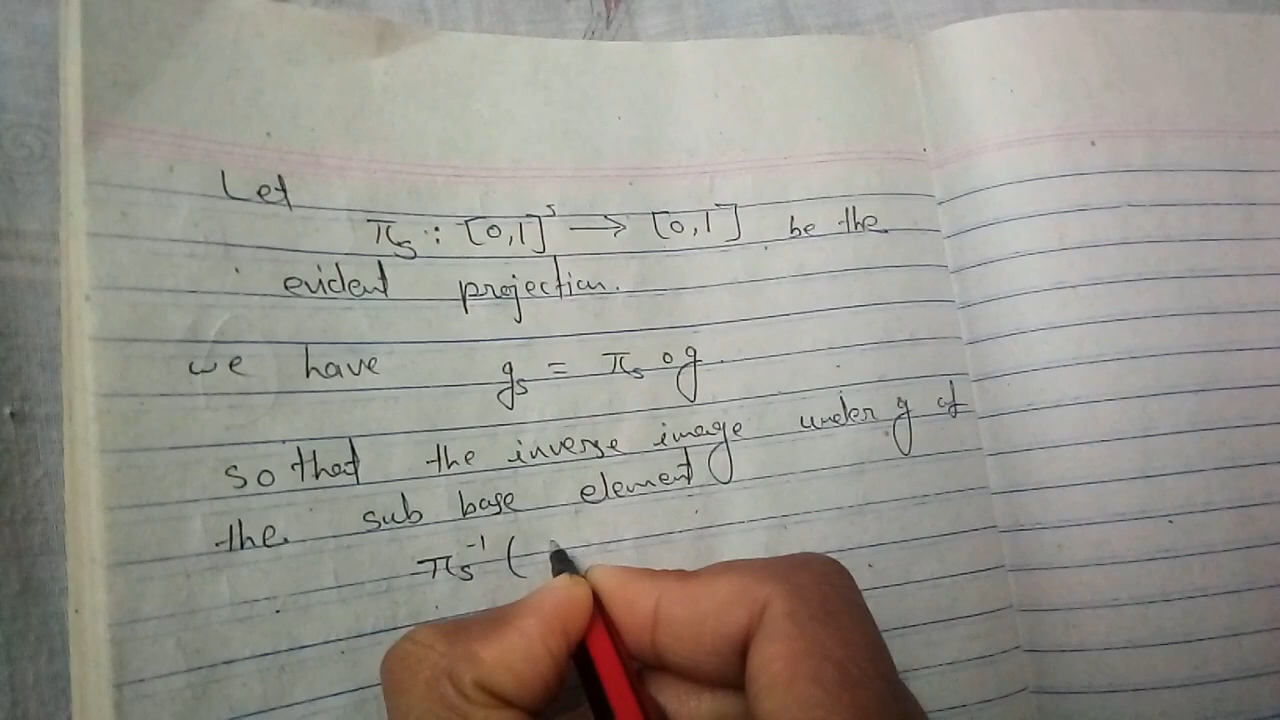 Let
π_s : [0,1]^s → [0,1] be the
evident projection.
we have g_s = π_s ∘ g.
so that the inverse image under g of
the sub base element
π_s^{-1} (